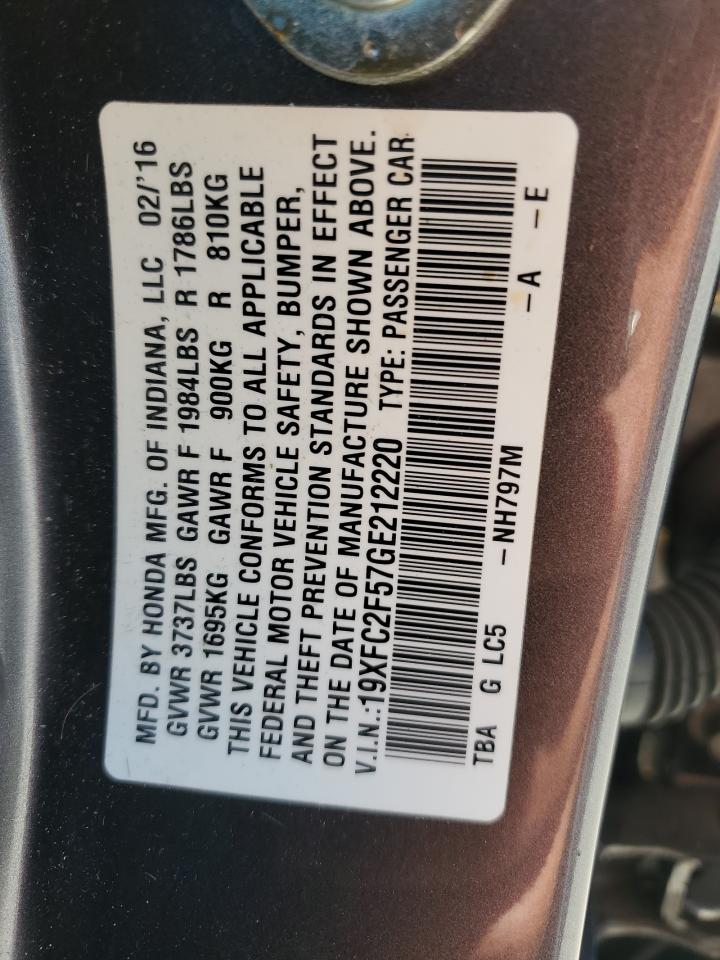 MFD. BY HONDA MFG. OF INDIANA, LLC 02/'16
GVWR 3737LBS GAWR F 1984LBS R 1786LBS
GVWR 1695KG GAWR F 900KG R 810KG
THIS VEHICLE CONFORMS TO ALL APPLICABLE
FEDERAL MOTOR VEHICLE SAFETY, BUMPER,
AND THEFT PREVENTION STANDARDS IN EFFECT
ON THE DATE OF MANUFACTURE SHOWN ABOVE.
V.I.N.:19XFC2F57GE212220 TYPE: PASSENGER CAR
TBA G LC5 -NH797M -A -E